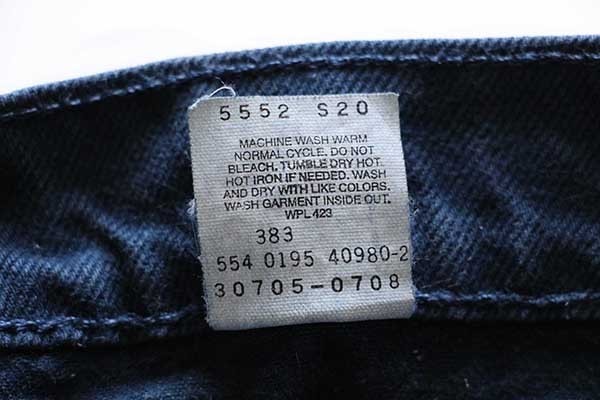 5552 S20
MACHINE WASH WARM
NORMAL CYCLE. DO NOT
BLEACH. TUMBLE DRY HOT.
HOT IRON IF NEEDED. WASH
AND DRY WITH LIKE COLORS.
WASH GARMENT INSIDE OUT.
WPL 423
383
554 0195 40980-2
30705-0708